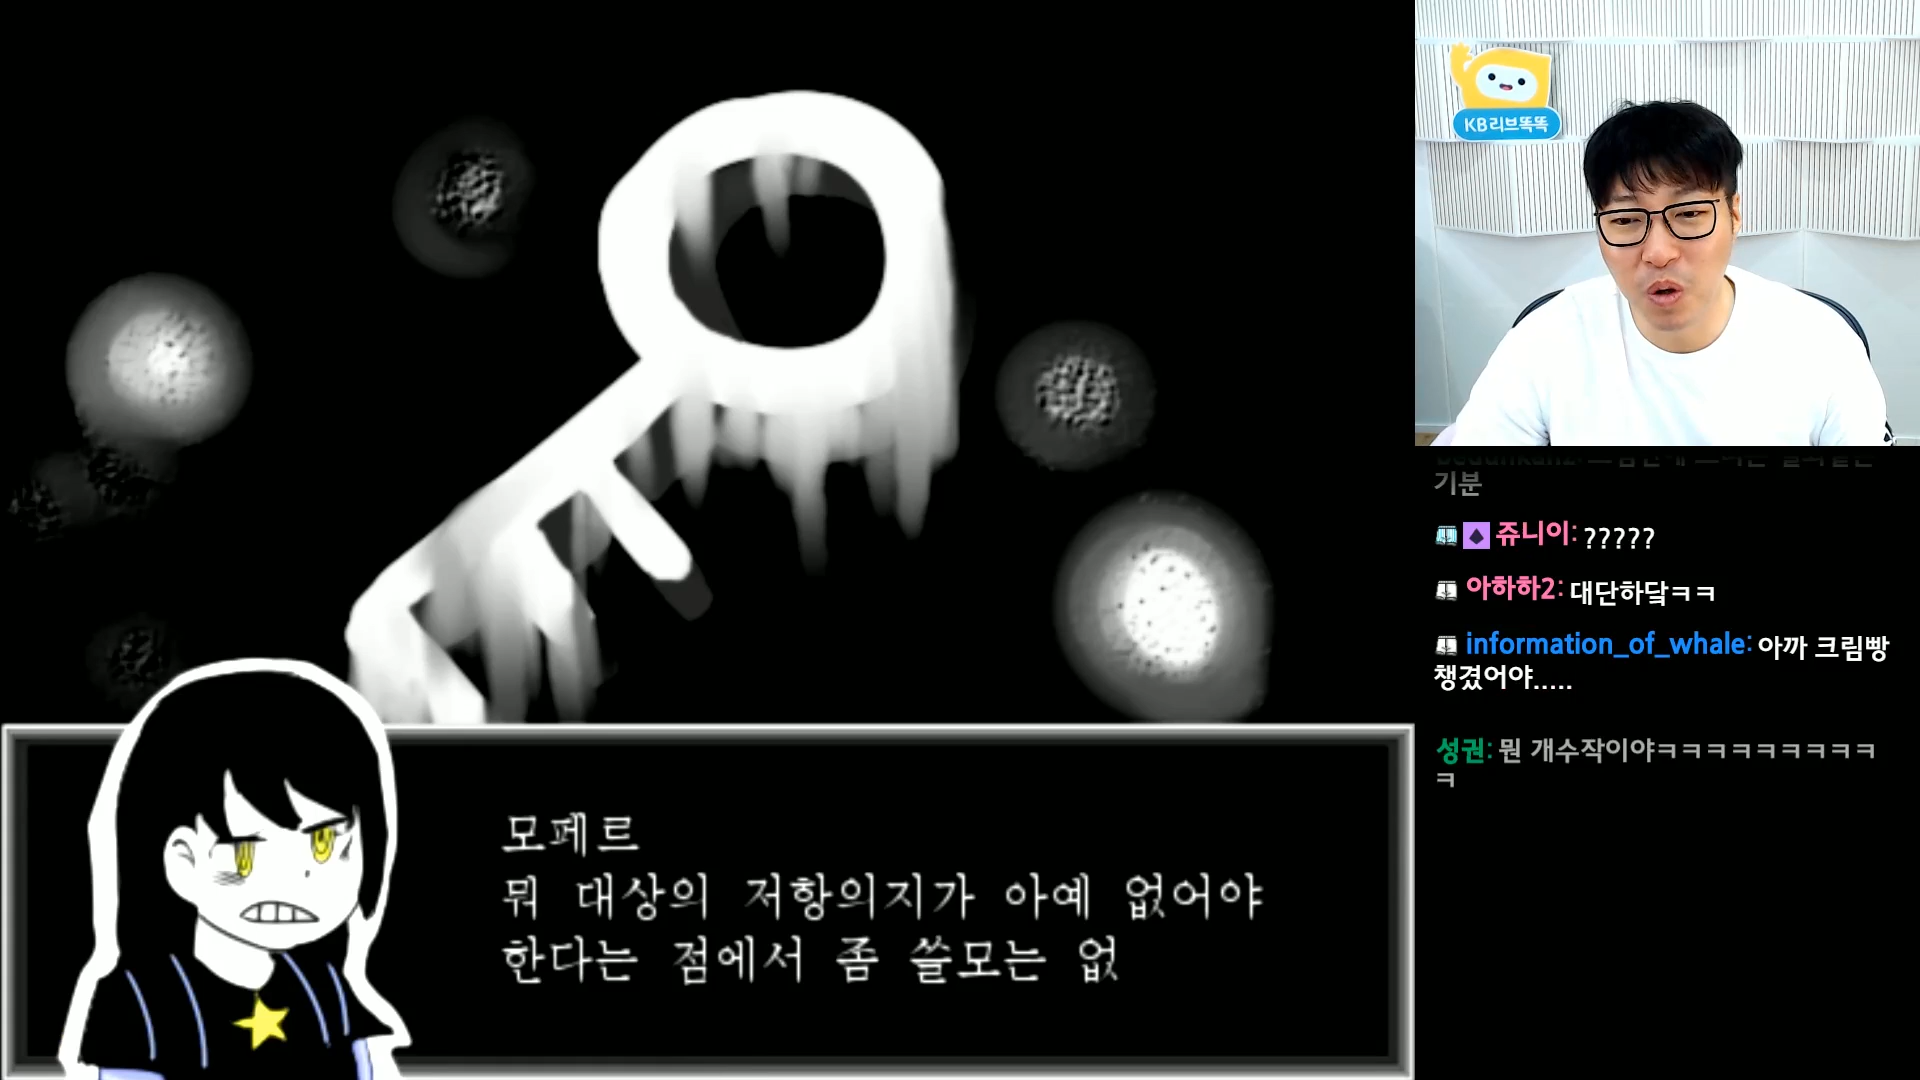 KB리브똑똑
기분
쥬니이: ?????
아하하2: 대단하닼ㅋㅋ
information_of_whale: 아까 크림빵
챙겼어야.....
성권: 뭔 개수작이야ㅋㅋㅋㅋㅋㅋㅋㅋㅋ
ㅋ
모페르
뭐 대상의 저항의지가 아예 없어야
한다는 점에서 좀 쓸모는 없